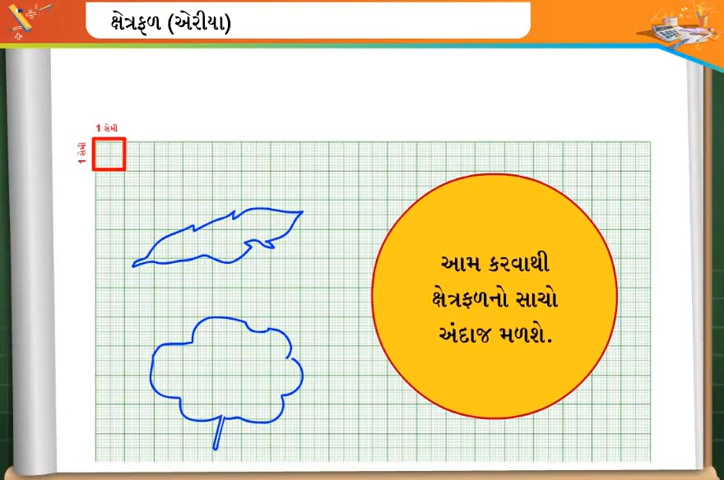 ક્ષેત્રફળ (એરીયા)
1 સેમી
1 સેમી
આમ કરવાથી
ક્ષેત્રફળનો સાચો
અંદાજ મળશે.